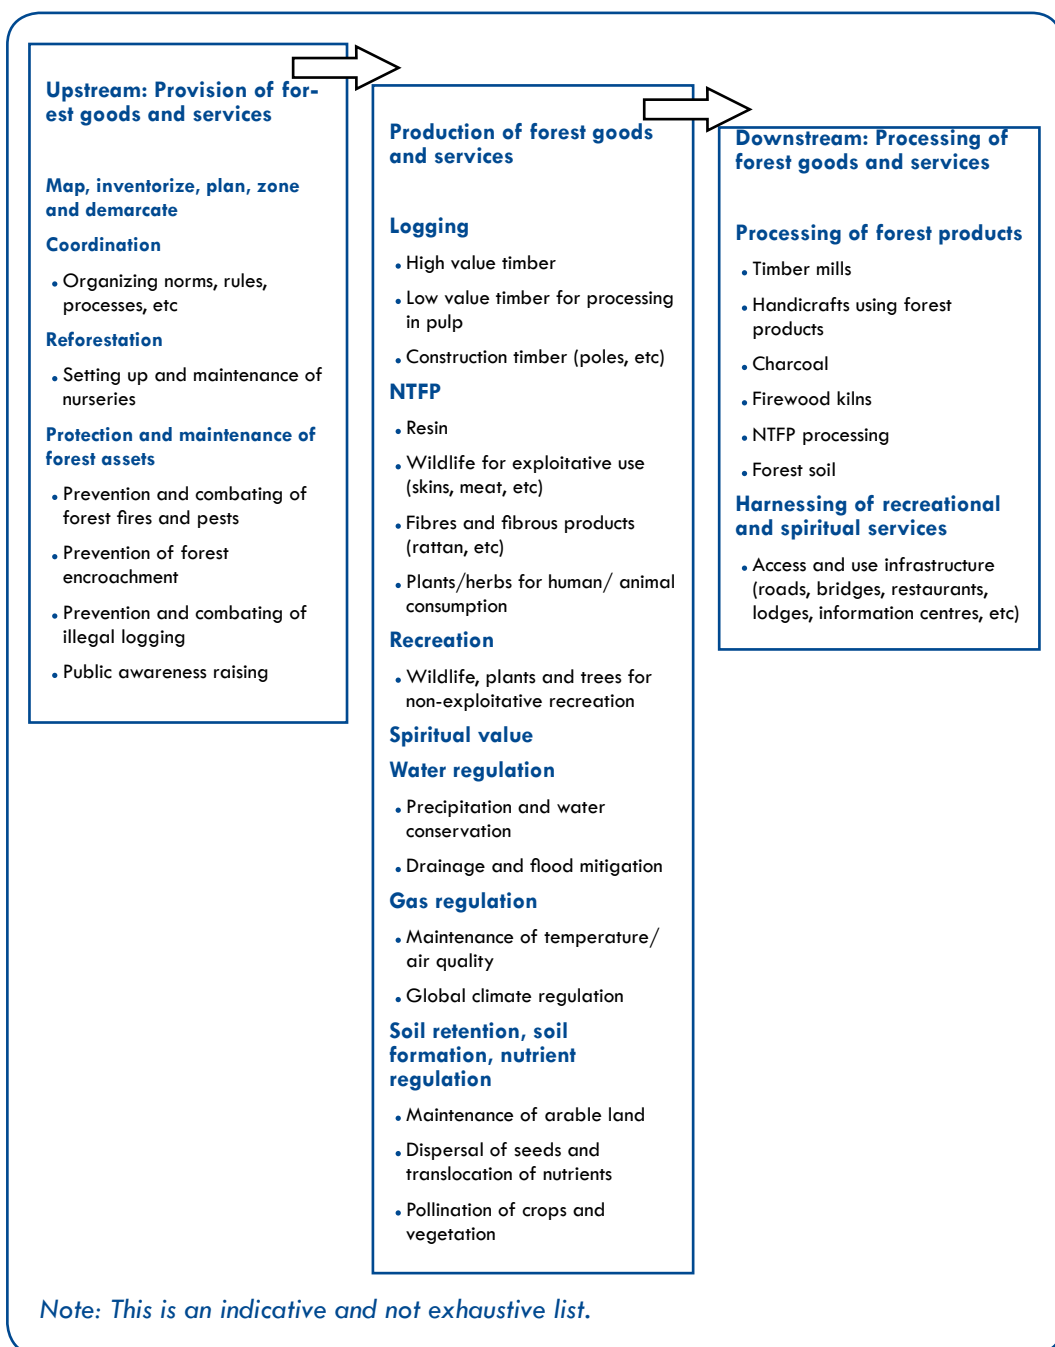 Upstream: Provision of for-
est goods and services
Map, inventorize, plan, zone
and demarcate
Coordination
• Organizing norms, rules,
processes, etc
Reforestation
• Setting up and maintenance of
nurseries
Protection and maintenance of
forest assets
• Prevention and combating of
forest fires and pests
• Prevention of forest
encroachment
• Prevention and combating of
illegal logging
• Public awareness raising
Production of forest goods
and services
Logging
• High value timber
• Low value timber for processing
in pulp
• Construction timber (poles, etc)
NTFP
• Resin
• Wildlife for exploitative use
(skins, meat, etc)
• Fibres and fibrous products
(rattan, etc)
• Plants/herbs for human/ animal
consumption
Recreation
• Wildlife, plants and trees for
non-exploitative recreation
Spiritual value
Water regulation
• Precipitation and water
conservation
• Drainage and flood mitigation
Gas regulation
• Maintenance of temperature/
air quality
• Global climate regulation
Soil retention, soil
formation, nutrient
regulation
• Maintenance of arable land
• Dispersal of seeds and
translocation of nutrients
• Pollination of crops and
vegetation
Downstream: Processing of
forest goods and services
Processing of forest products
• Timber mills
• Handicrafts using forest
products
• Charcoal
• Firewood kilns
• NTFP processing
• Forest soil
Harnessing of recreational
and spiritual services
• Access and use infrastructure
(roads, bridges, restaurants,
lodges, information centres, etc)
Note: This is an indicative and not exhaustive list.